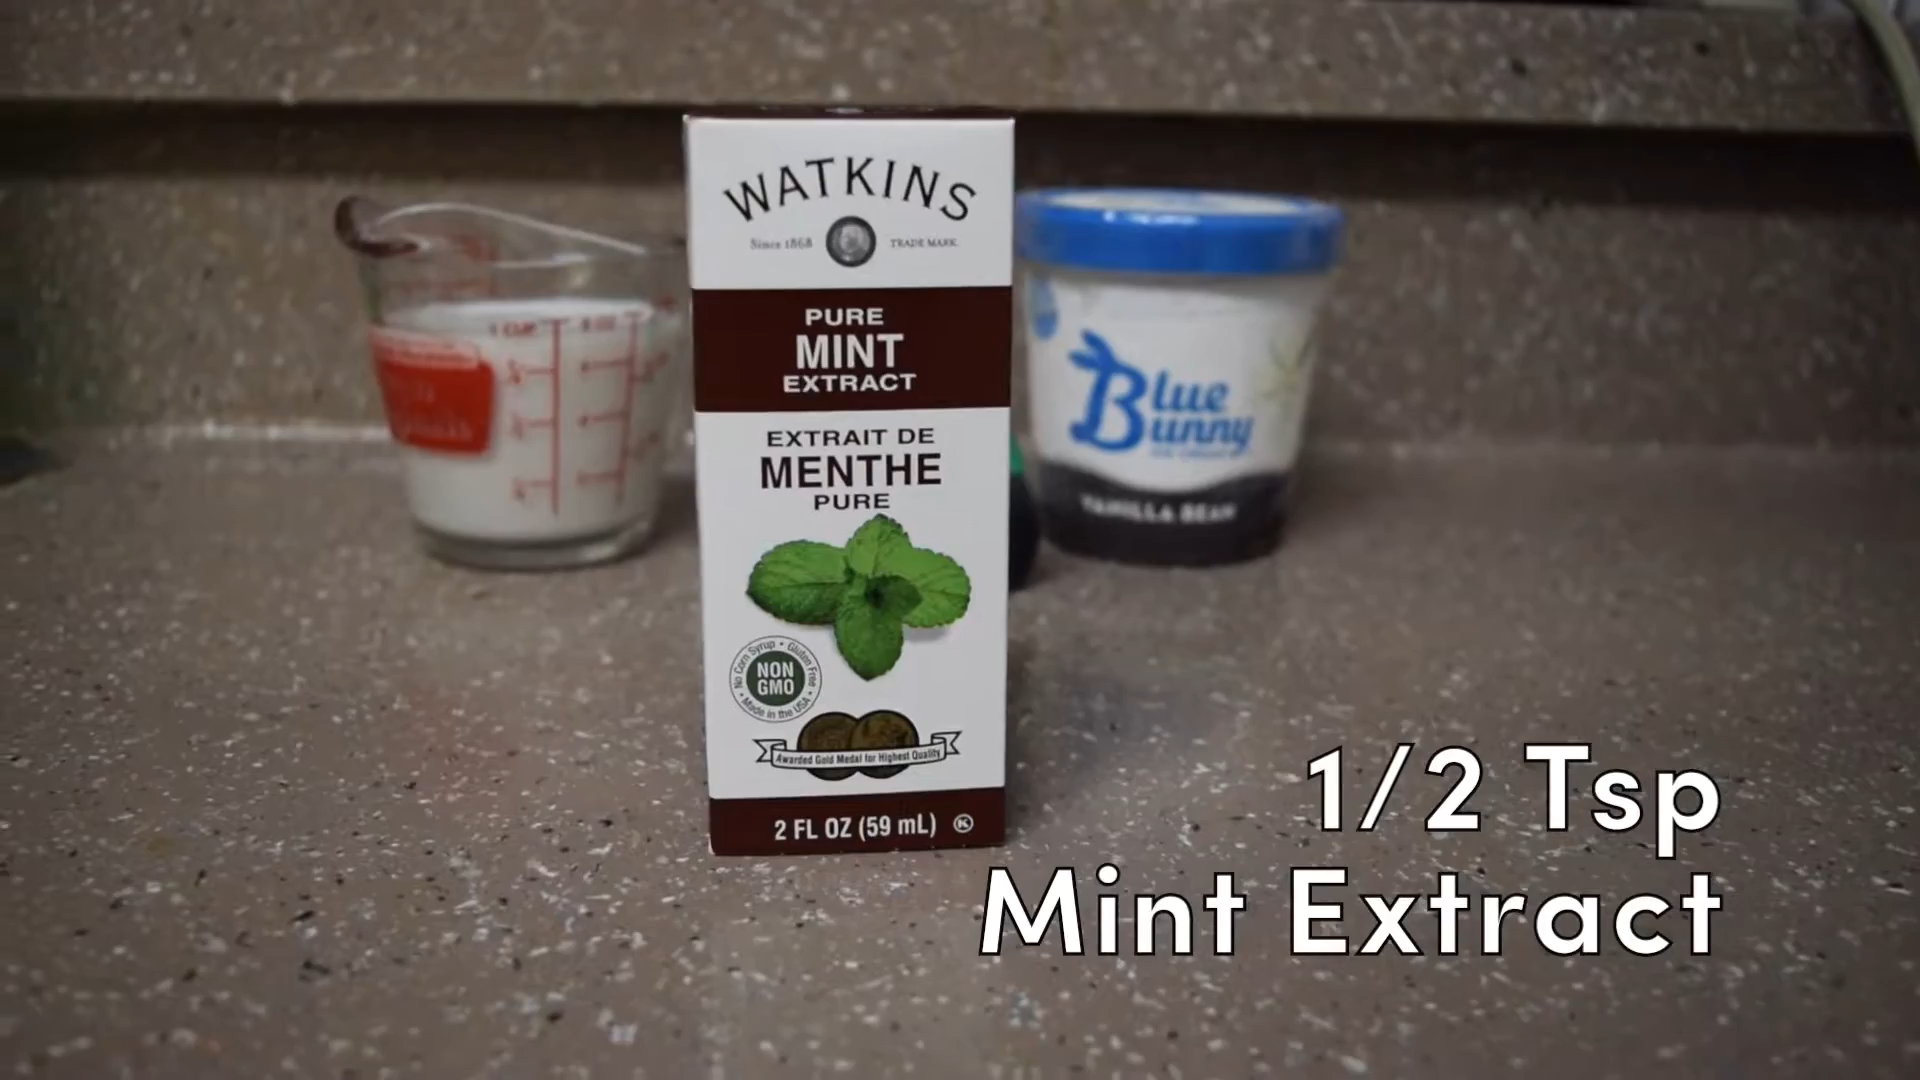 WATKINS
Since 1868
TRADE MARK
PURE
MINT
EXTRACT
EXTRAIT DE
MENTHE
PURE
No Corn Syrup • Gluten Free
NON
GMO
• Made in the USA •
Awarded Gold Medal for Highest Quality
2 FL OZ (59 mL)
K
1 CUP
Blue
Bunny
VANILLA BEAN
1/2 Tsp
Mint Extract